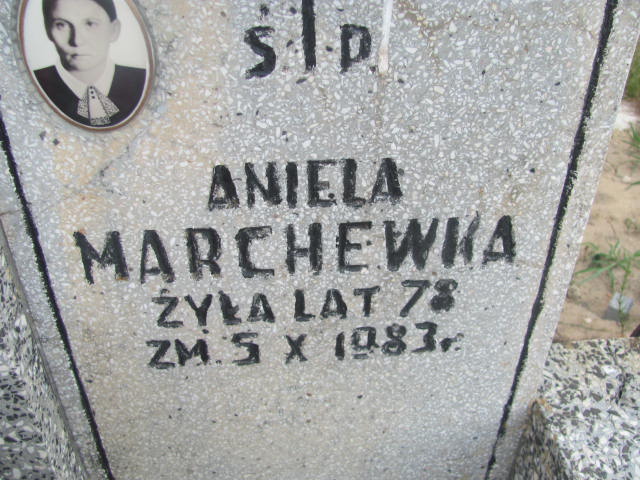 Ś P.
ANIELA
MARCHEWKA
ŻYŁA LAT 78
ZM. 5 X 1983 r.